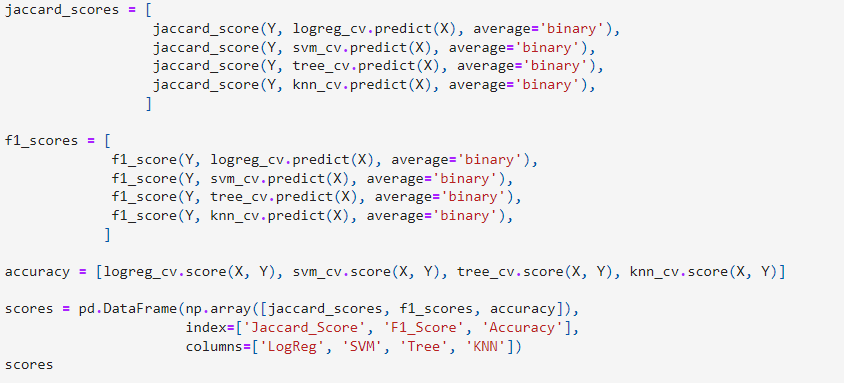 jaccard_scores = [
                  jaccard_score(Y, logreg_cv.predict(X), average='binary'),
                  jaccard_score(Y, svm_cv.predict(X), average='binary'),
                  jaccard_score(Y, tree_cv.predict(X), average='binary'),
                  jaccard_score(Y, knn_cv.predict(X), average='binary'),
                 ]

f1_scores = [
             f1_score(Y, logreg_cv.predict(X), average='binary'),
             f1_score(Y, svm_cv.predict(X), average='binary'),
             f1_score(Y, tree_cv.predict(X), average='binary'),
             f1_score(Y, knn_cv.predict(X), average='binary'),
            ]

accuracy = [logreg_cv.score(X, Y), svm_cv.score(X, Y), tree_cv.score(X, Y), knn_cv.score(X, Y)]

scores = pd.DataFrame(np.array([jaccard_scores, f1_scores, accuracy]),
                      index=['Jaccard_Score', 'F1_Score', 'Accuracy'],
                      columns=['LogReg', 'SVM', 'Tree', 'KNN'])
scores